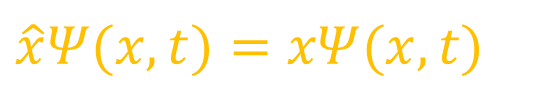 x̂Ψ(x, t) = xΨ(x, t)